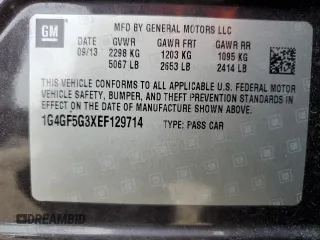 GM
MFD BY GENERAL MOTORS LLC
DATE GVWR GAWR FRT GAWR RR
09/13 2298 KG 1203 KG 1095 KG
5067 LB 2653 LB 2414 LB
THIS VEHICLE CONFORMS TO ALL APPLICABLE U.S. FEDERAL MOTOR
VEHICLE SAFETY, BUMPER, AND THEFT PREVENTION STANDARDS
IN EFFECT ON THE DATE OF MANUFACTURE SHOWN ABOVE.
1G4GF5G3XEF129714 TYPE: PASS CAR
DREAMBID